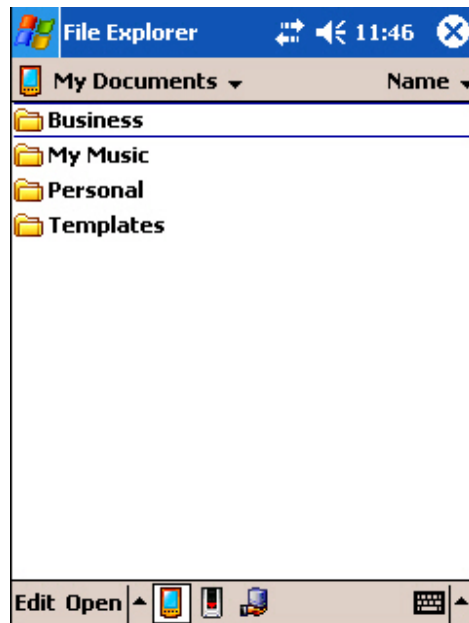 File Explorer 11:46
My Documents Name
Business
My Music
Personal
Templates
Edit Open